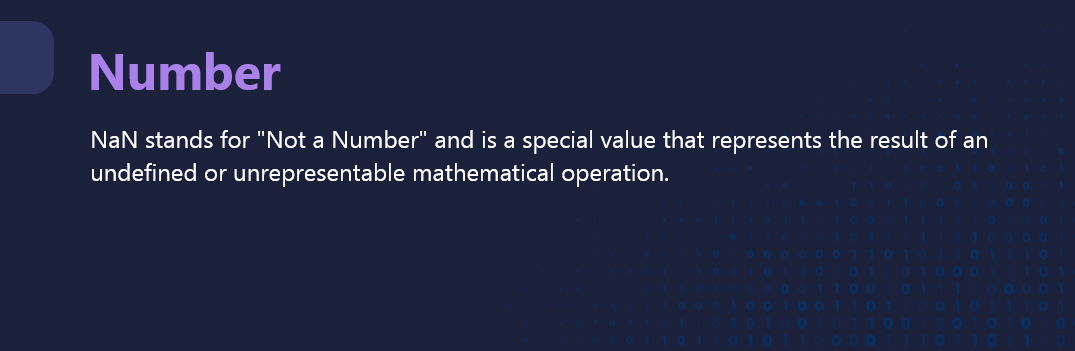 Number
NaN stands for "Not a Number" and is a special value that represents the result of an
undefined or unrepresentable mathematical operation.